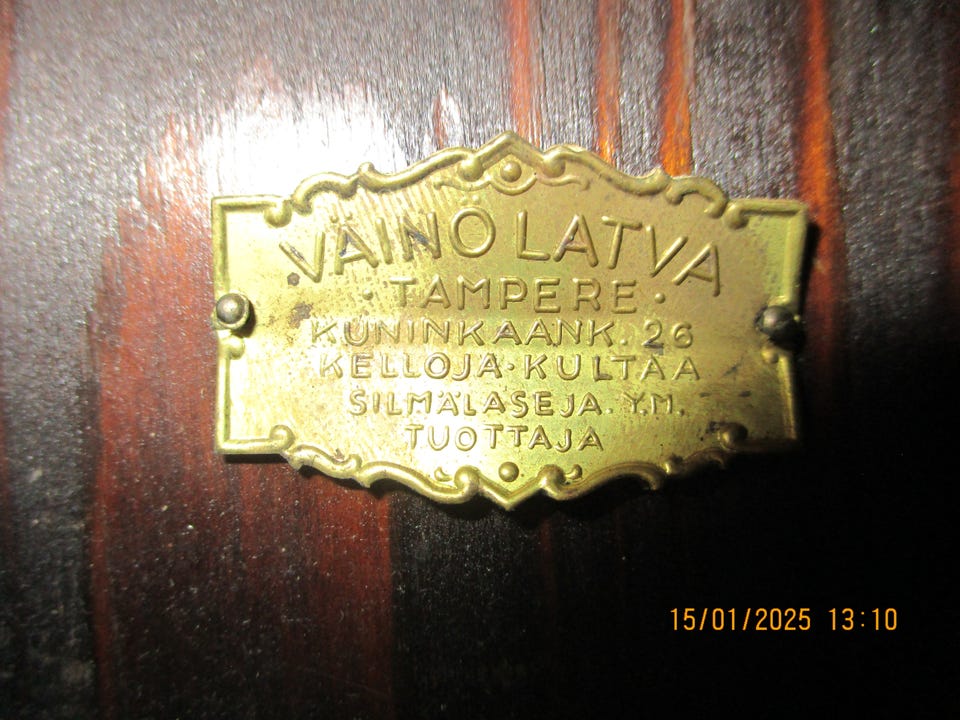 VÄINÖ LATVA
· TAMPERE ·
KUNINKAANK. 26
KELLOJA · KULTAA
SILMÄLASEJA. Y.M.
TUOTTAJA
15/01/2025 13:10